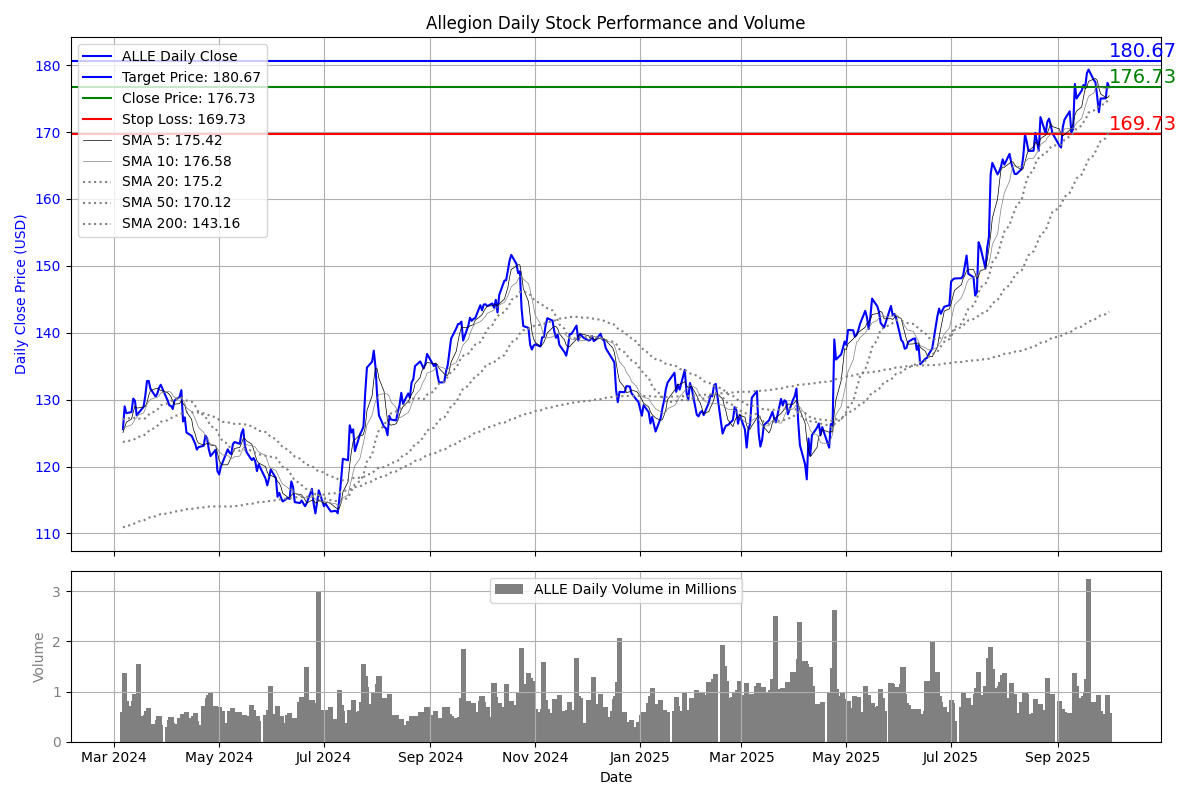 Allegion Daily Stock Performance and Volume
180.67
176.73
169.73
ALLE Daily Close
Target Price: 180.67
Close Price: 176.73
Stop Loss: 169.73
SMA 5: 175.42
SMA 10: 176.58
SMA 20: 175.2
SMA 50: 170.12
SMA 200: 143.16
Daily Close Price (USD)
180
170
160
150
140
130
120
110
ALLE Daily Volume in Millions
Volume
3
2
1
0
Mar 2024 May 2024 Jul 2024 Sep 2024 Nov 2024 Jan 2025 Mar 2025 May 2025 Jul 2025 Sep 2025
Date